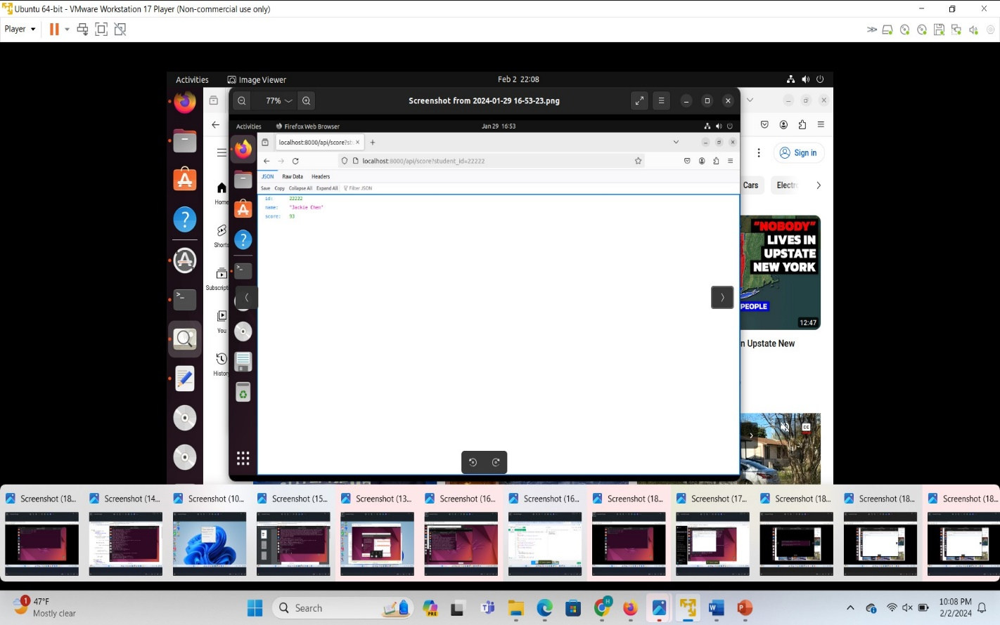 Ubuntu 64-bit - VMware Workstation 17 Player (Non-commercial use only)
Player
Activities
Image Viewer
Feb 2 22:08
77%
Screenshot from 2024-01-29 16-53-23.png
Activities
Firefox Web Browser
Jan 29 16:53
localhost:8000/api/score?st
localhost:8000/api/score?student_id=22222
JSON
Raw Data
Headers
Save
Copy
Collapse All
Expand All
Filter JSON
id: 22222
name: "Jackie Chen"
score: 93
Home
Shorts
Subscript
You
History
Sign in
Cars
Electr
"NOBODY"
LIVES IN
UPSTATE
NEW YORK
PEOPLE
12:47
n Upstate New
CC
Screenshot (18...
Screenshot (14...
Screenshot (10...
Screenshot (15...
Screenshot (13...
Screenshot (16...
Screenshot (16...
Screenshot (18...
Screenshot (17...
Screenshot (18...
Screenshot (18...
Screenshot (18...
1
47°F
Mostly clear
Search
PRE
H
10:08 PM
2/2/2024